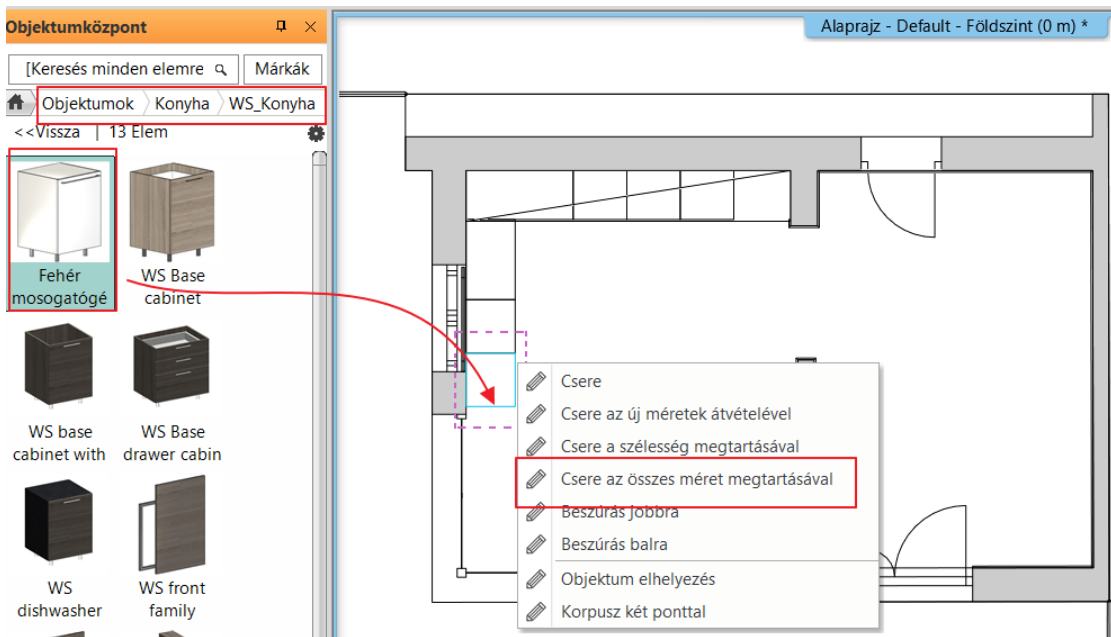 Objektumközpont
Alaprajz - Default - Földszint (0 m) *
[Keresés minden elemre
Márkák
Objektumok
Konyha
WS_Konyha
<<Vissza | 13 Elem
Fehér
mosogatógé
WS Base
cabinet
WS base
cabinet with
WS Base
drawer cabin
WS
dishwasher
WS front
family
Csere
Csere az új méretek átvételével
Csere a szélesség megtartásával
Csere az összes méret megtartásával
Beszúrás jobbra
Beszúrás balra
Objektum elhelyezés
Korpusz két ponttal